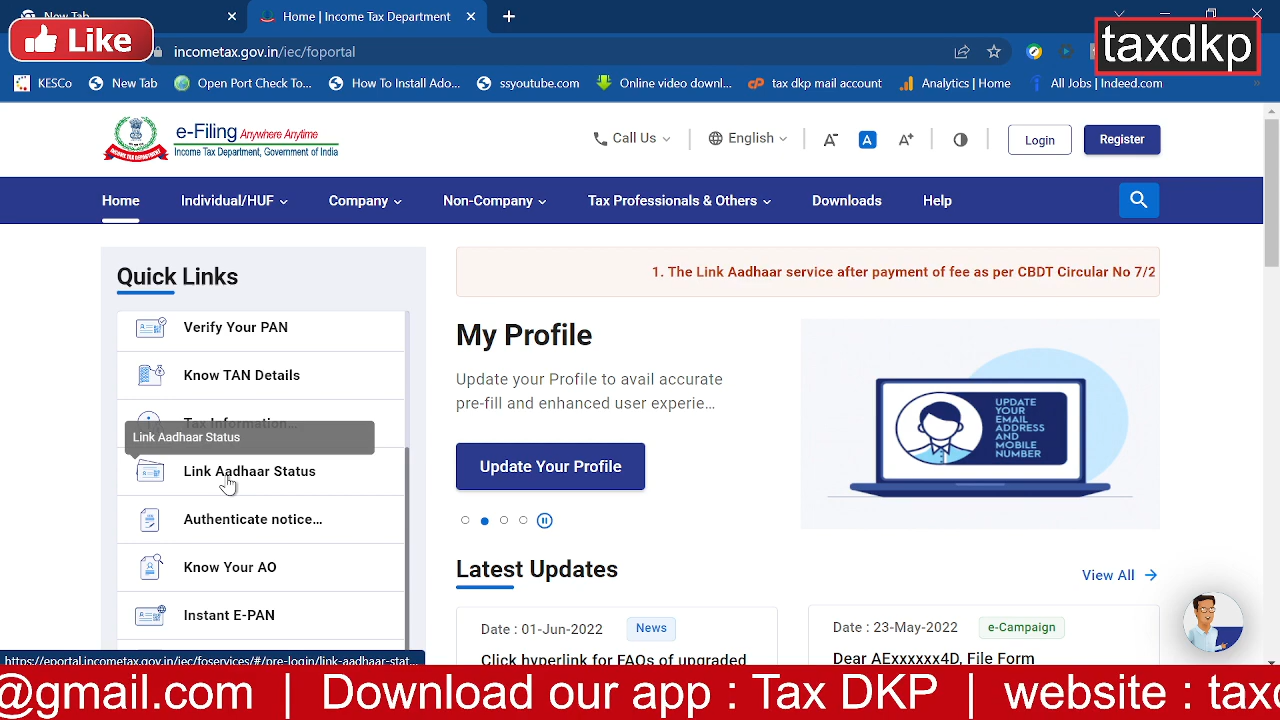 New Tab
Home | Income Tax Department
Like
incometax.gov.in/iec/foportal
taxdkp
KESCo
New Tab
Open Port Check To...
How To Install Ado...
ssyoutube.com
Online video downl...
tax dkp mail account
Analytics | Home
All Jobs | Indeed.com
e-Filing Anywhere Anytime
Income Tax Department, Government of India
INCOME TAX DEPARTMENT
Call Us
English
A-
A
A+
Login
Register
Home
Individual/HUF
Company
Non-Company
Tax Professionals & Others
Downloads
Help
Quick Links
Verify Your PAN
Know TAN Details
Tax Information...
Link Aadhaar Status
Link Aadhaar Status
Authenticate notice...
Know Your AO
Instant E-PAN
1. The Link Aadhaar service after payment of fee as per CBDT Circular No 7/2
My Profile
Update your Profile to avail accurate
pre-fill and enhanced user experie...
Update Your Profile
UPDATE
YOUR
EMAIL
ADDRESS
AND
MOBILE
NUMBER
Latest Updates
View All
Date : 01-Jun-2022
News
Click hyperlink for FAQs of upgraded
Date : 23-May-2022
e-Campaign
Dear AExxxxxx4D, File Form
https://eportal.incometax.gov.in/iec/foservices/#/pre-login/link-aadhaar-stat...
@gmail.com | Download our app : Tax DKP | website : taxd